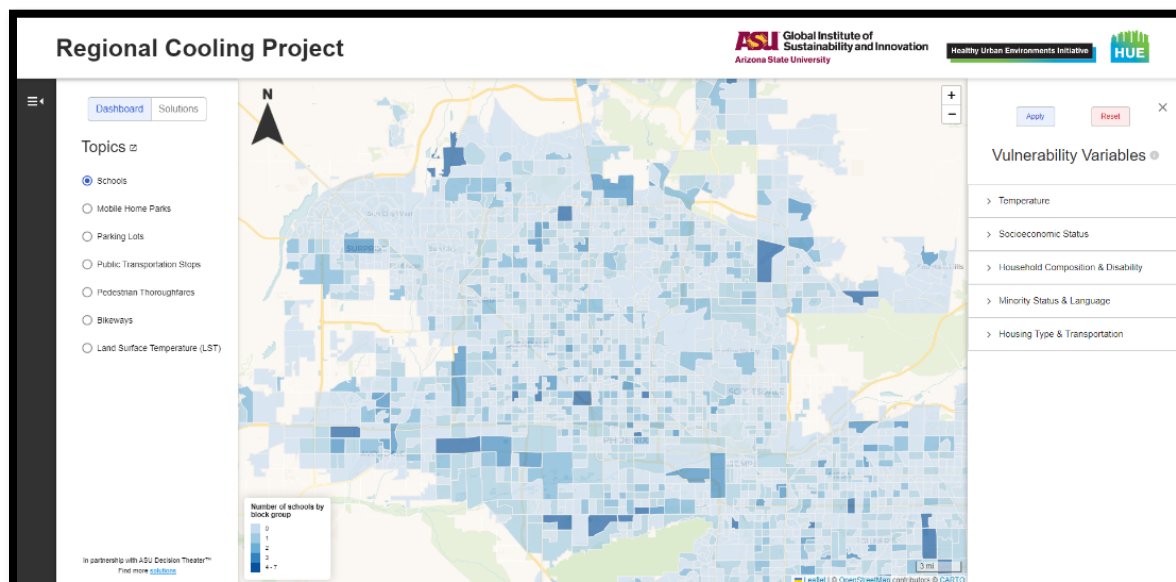 Regional Cooling Project
ASU Global Institute of
Sustainability and Innovation
Arizona State University
Healthy Urban Environments Initiative
HUE
Dashboard Solutions
Topics
Schools
Mobile Home Parks
Parking Lots
Public Transportation Stops
Pedestrian Thoroughfares
Bikeways
Land Surface Temperature (LST)
In partnership with ASU Decision Theater™
Find more solutions
N
+
−
SURPRISE
PHOENIX
TEMPE
Number of schools by
block group
0
1
2
3
4 - 7
3 mi
Leaflet | © OpenStreetMap contributors © CARTO
Apply Reset
Vulnerability Variables
Temperature
Socioeconomic Status
Household Composition & Disability
Minority Status & Language
Housing Type & Transportation